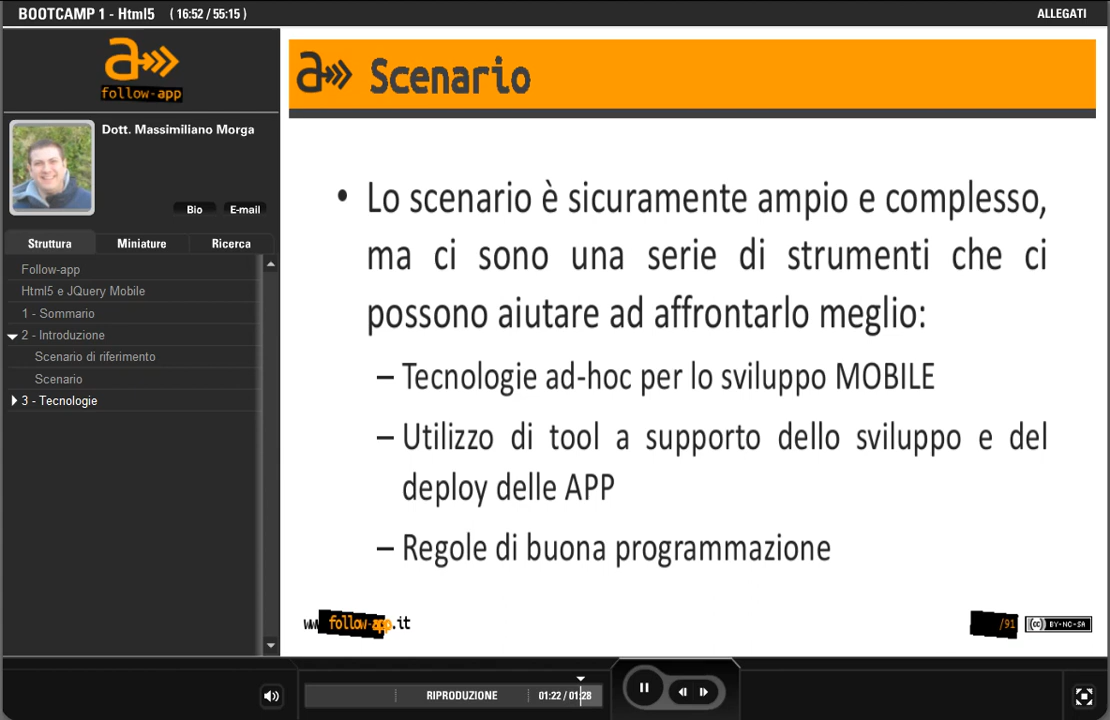 BOOTCAMP 1 - Html5 ( 16:52 / 55:15 )
ALLEGATI
follow-app
Dott. Massimiliano Morga
Bio
E-mail
Struttura
Miniature
Ricerca
Follow-app
Html5 e JQuery Mobile
1 - Sommario
2 - Introduzione
Scenario di riferimento
Scenario
3 - Tecnologie
a Scenario
• Lo scenario è sicuramente ampio e complesso,
ma ci sono una serie di strumenti che ci
possono aiutare ad affrontarlo meglio:
– Tecnologie ad-hoc per lo sviluppo MOBILE
– Utilizzo di tool a supporto dello sviluppo e del
deploy delle APP
– Regole di buona programmazione
www.follow-app.it
/91
(cc) BY-NC-SA
RIPRODUZIONE
01:22 / 01:28